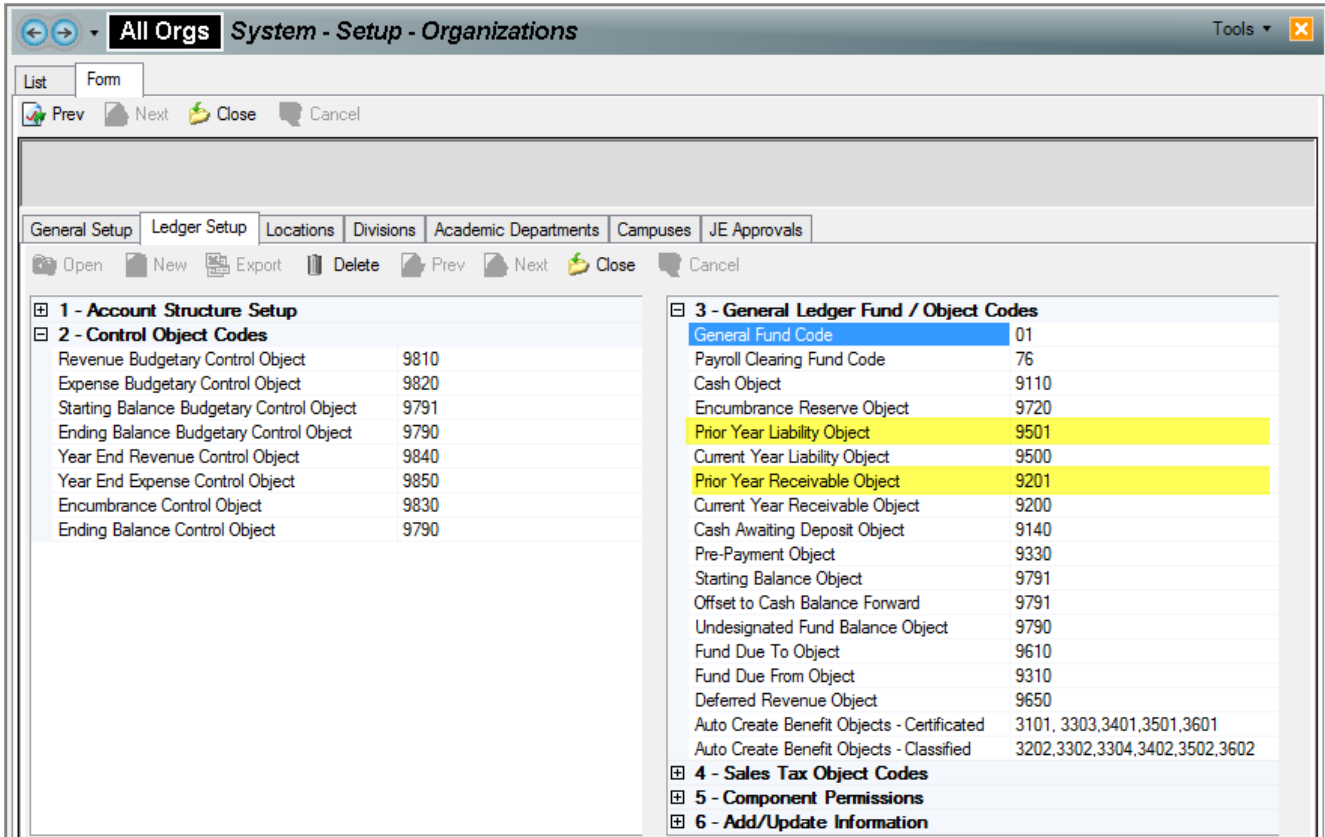 All Orgs System - Setup - Organizations Tools
List Form
Prev Next Close Cancel
General Setup Ledger Setup Locations Divisions Academic Departments Campuses JE Approvals
Open New Export Delete Prev Next Close Cancel
1 - Account Structure Setup
2 - Control Object Codes
Revenue Budgetary Control Object 9810
Expense Budgetary Control Object 9820
Starting Balance Budgetary Control Object 9791
Ending Balance Budgetary Control Object 9790
Year End Revenue Control Object 9840
Year End Expense Control Object 9850
Encumbrance Control Object 9830
Ending Balance Control Object 9790
3 - General Ledger Fund / Object Codes
General Fund Code 01
Payroll Clearing Fund Code 76
Cash Object 9110
Encumbrance Reserve Object 9720
Prior Year Liability Object 9501
Current Year Liability Object 9500
Prior Year Receivable Object 9201
Current Year Receivable Object 9200
Cash Awaiting Deposit Object 9140
Pre-Payment Object 9330
Starting Balance Object 9791
Offset to Cash Balance Forward 9791
Undesignated Fund Balance Object 9790
Fund Due To Object 9610
Fund Due From Object 9310
Deferred Revenue Object 9650
Auto Create Benefit Objects - Certificated 3101, 3303,3401,3501,3601
Auto Create Benefit Objects - Classified 3202,3302,3304,3402,3502,3602
4 - Sales Tax Object Codes
5 - Component Permissions
6 - Add/Update Information